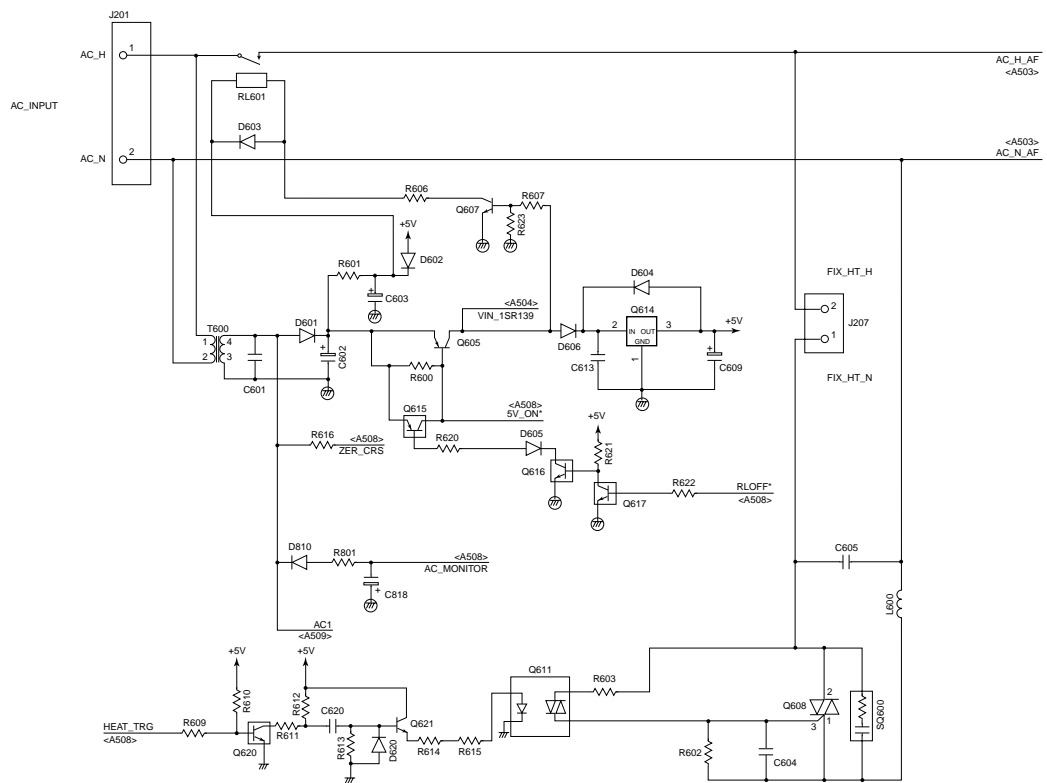 J201
AC_H
1
AC_H_AF
<A503>
RL601
AC_INPUT
D603
<A503>
AC_N
2
AC_N_AF
R606
R607
Q607
R623
+5V
D602
R601
D604
FIX_HT_H
C603
<A504>
VIN_1SR139
Q614
2
J207
1
T600
D601
2
IN
OUT
3
+5V
1
4
2
3
C602
Q605
D606
GND
1
C613
C609
C601
R600
FIX_HT_N
<A508>
5V_ON*
Q615
+5V
R616
<A508>
ZER_CRS
R620
D605
R621
Q616
R622
RLOFF*
<A508>
Q617
D810
R801
<A508>
AC_MONITOR
C605
C818
L600
AC1
<A509>
+5V
+5V
Q611
R603
R610
R612
C620
Q621
Q608
2
SQ600
HEAT_TRG
<A508>
R609
3
1
R611
R613
D620
R614
R615
Q620
R602
C604